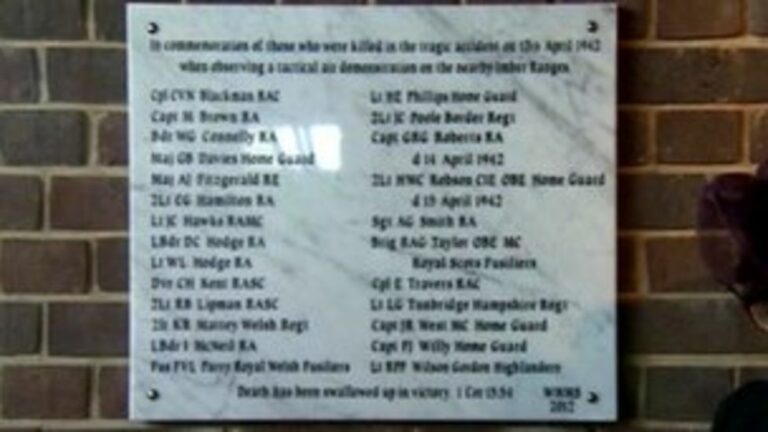 In commemoration of those who were killed in the tragic accident on 13th April 1942
when observing a tactical air demonstration on the nearby Imber Ranges
Cpl CVN Blackman RAC
Capt M Brown RA
Bdr WG Connelly RA
Maj GB Davies Home Guard
Maj AJ Fitzgerald RE
2Lt CG Hamilton RA
Lt JC Hawks RAMC
LBdr DC Hodge RA
Lt WL Hodge RA
Dvr CH Kent RASC
2Lt RB Lipman RASC
2Lt KR Massey Welsh Regt
LBdr I McNeil RA
Fus FVL Parry Royal Welsh Fusiliers
Lt HE Phillips Home Guard
2Lt JC Poole Border Regt
Capt GRG Roberts RA
d 14 April 1942
2Lt HWC Robson CIE OBE Home Guard
d 15 April 1942
Sgt AG Smith RA
Brig RAG Taylor OBE MC
Royal Scots Fusiliers
Cpl E Travers RAC
Lt LG Tunbridge Hampshire Regt
Capt JR West MC Home Guard
Capt FJ Willy Home Guard
Lt RPF Wilson Gordon Highlanders
Death has been swallowed up in victory 1 Cor 15:54
2012